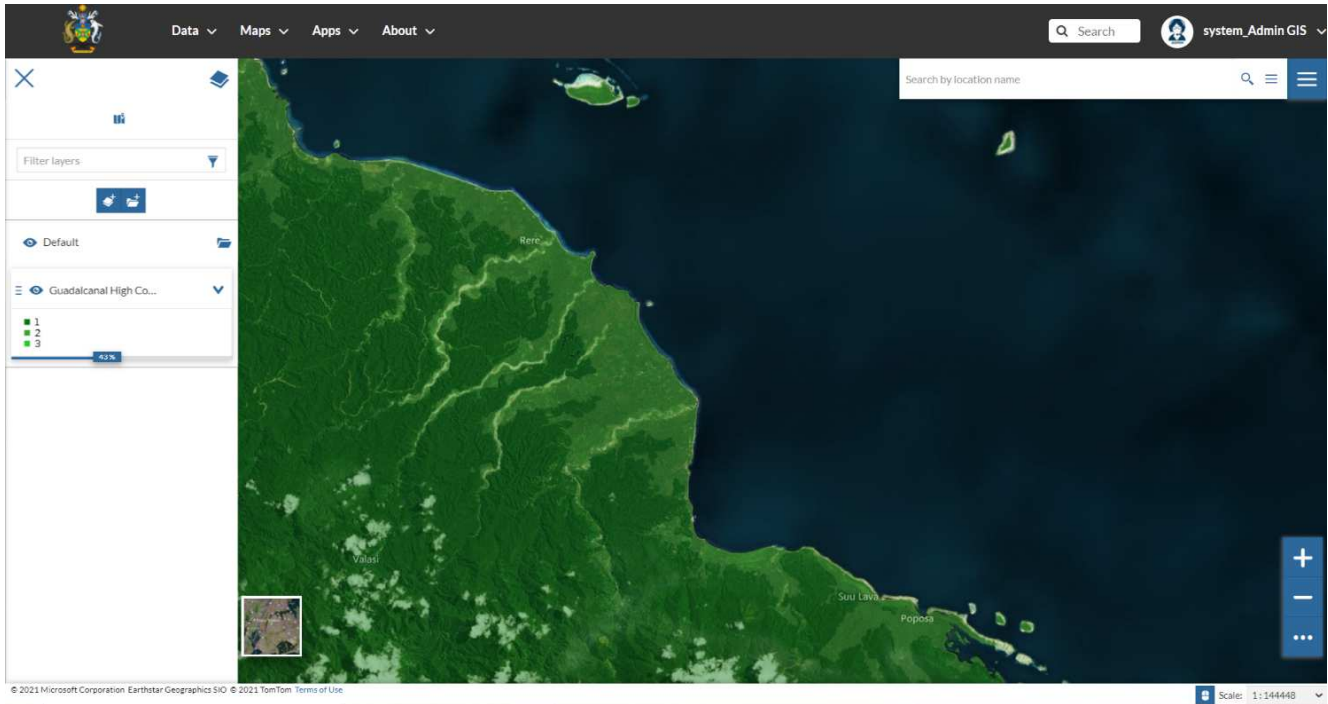 Data Maps Apps About Search system_Admin GIS
Search by location name
Filter layers
Default
Guadalcanal High Co...
1
2
3
43%
Rere
Valasi
Suu Lava
Poposa
© 2021 Microsoft Corporation Earthstar Geographics SIO © 2021 TomTom Terms of Use
Scale: 1:144448